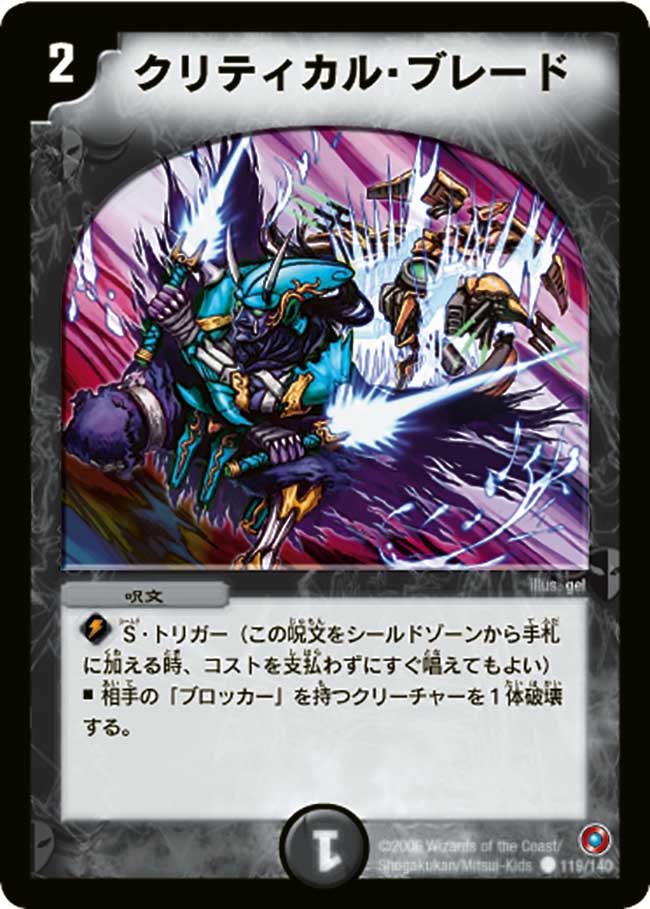 2
クリティカル・ブレード
illus. gel
呪文
S・トリガー（この呪文をシールドゾーンから手札
に加える時、コストを支払わずにすぐ唱えてもよい）
■ 相手の「ブロッカー」を持つクリーチャーを１体破壊
する。
1
©2006 Wizards of the Coast/
Shogakukan/Mitsui-Kids
119/140